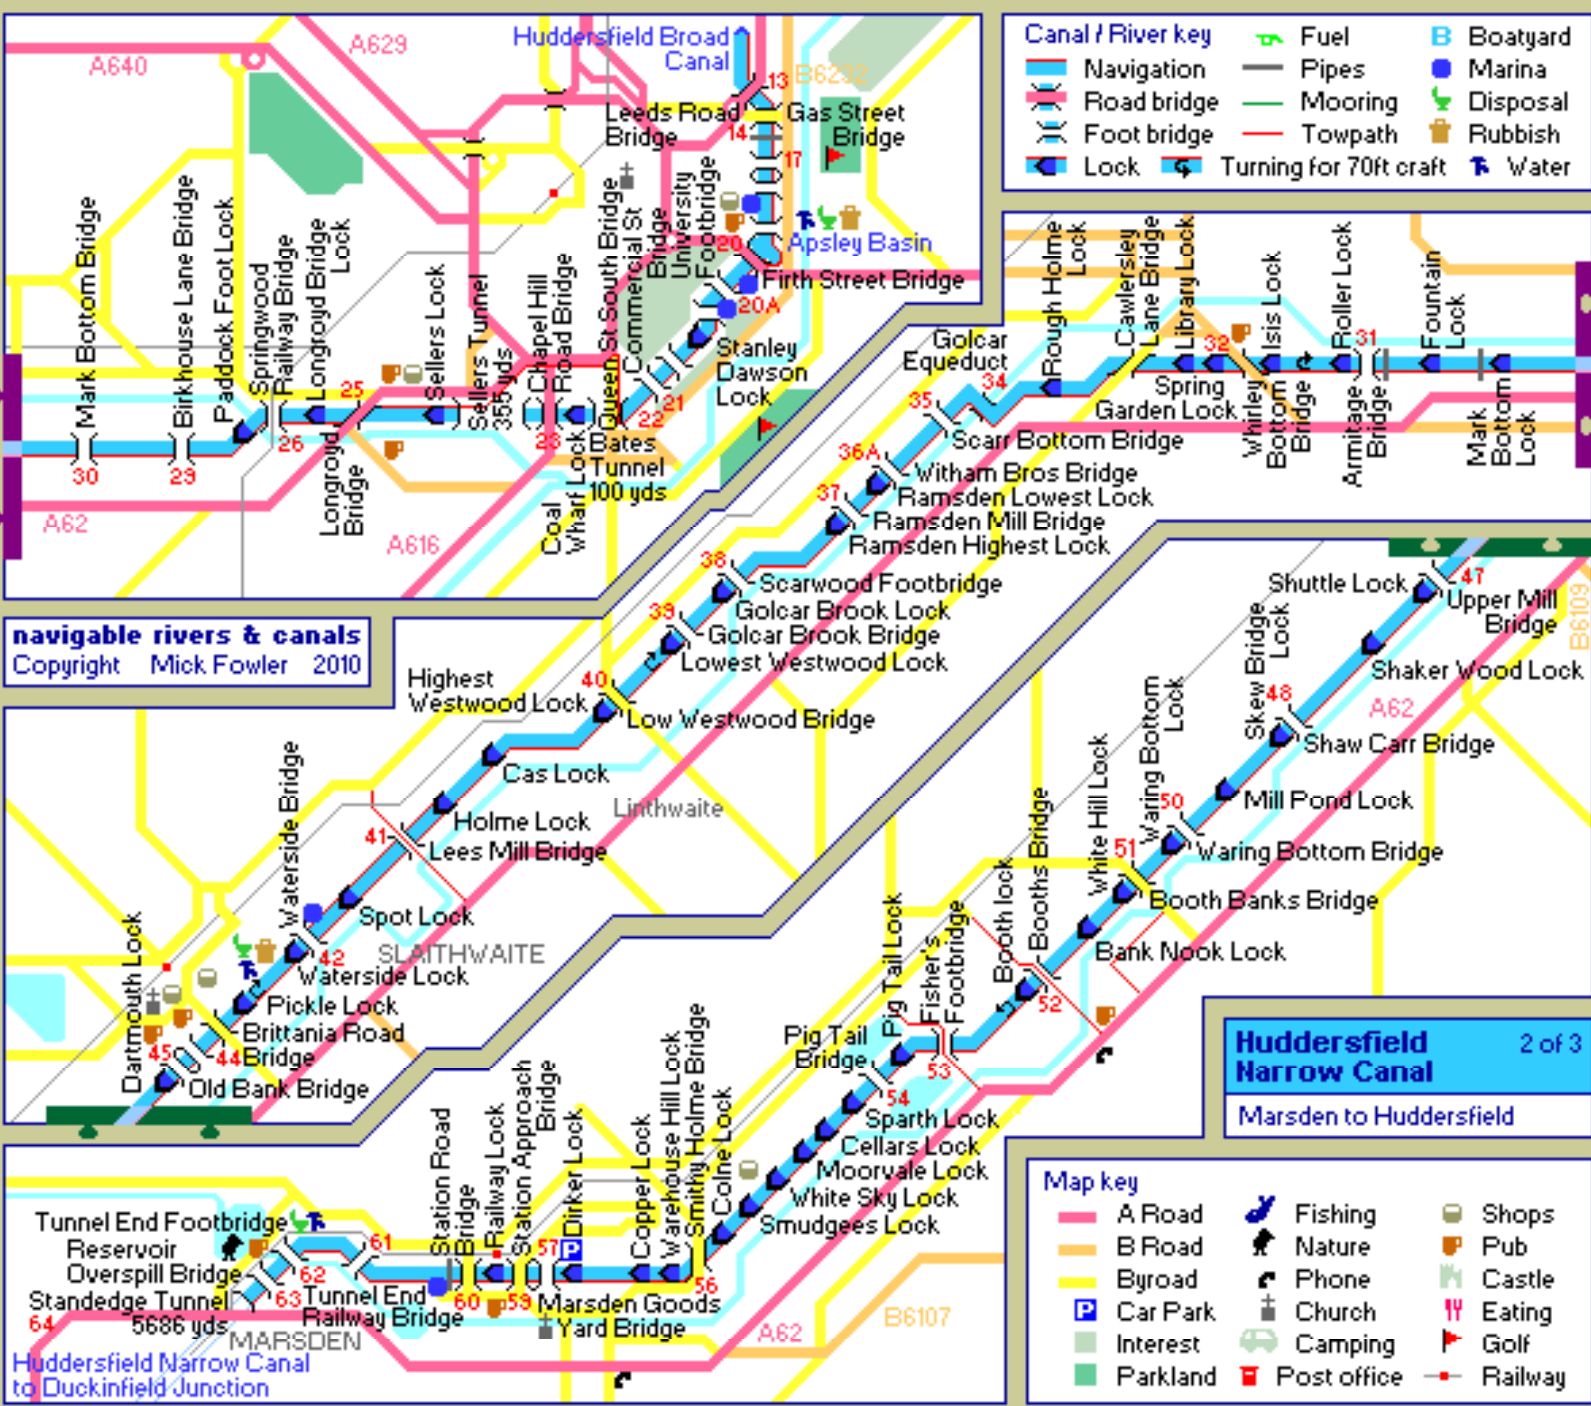 Huddersfield Broad
Canal
A629
A640
B6232
13
Leeds Road
Bridge
Gas Street
Bridge
14
17
Mark Bottom Bridge
Birkhouse Lane Bridge
Paddock Foot Lock
Springwood
Railway Bridge
Longroyd Bridge
Lock
Sellers Lock
Sellers Tunnel
355 yds
Chapel Hill
Road Bridge
Queen St South Bridge
Commercial St
Bridge
University
Footbridge
20
Apsley Basin
Firth Street Bridge
20A
Stanley
Dawson
Lock
21
22
23
25
26
29
30
Longroyd
Bridge
Coal
Wharf Lock
Bates
Tunnel
100 yds
A62
A616
Canal / River key
Navigation
Road bridge
Foot bridge
Lock
Fuel
Pipes
Mooring
Towpath
Turning for 70ft craft
B Boatyard
Marina
Disposal
Rubbish
Water
navigable rivers & canals
Copyright Mick Fowler 2010
Golcar
Equeduct
Rough Holme
Lock
Cawlersley
Lane Bridge
Library Lock
Isis Lock
Roller Lock
Fountain
Lock
31
32
34
35
Spring
Garden Lock
Whirley
Bottom
Bridge
Armitage
Bridge
Mark
Bottom
Lock
Scarr Bottom Bridge
36A
Witham Bros Bridge
Ramsden Lowest Lock
37
Ramsden Mill Bridge
Ramsden Highest Lock
38
Scarwood Footbridge
Golcar Brook Lock
39
Golcar Brook Bridge
Lowest Westwood Lock
40
Highest
Westwood Lock
Low Westwood Bridge
Cas Lock
Linthwaite
Holme Lock
41
Lees Mill Bridge
Waterside Bridge
Spot Lock
SLAITHWAITE
42
Waterside Lock
Pickle Lock
Brittania Road
Bridge
44
45
Dartmouth Lock
Old Bank Bridge
Shuttle Lock
47
Upper Mill
Bridge
B6109
Skew Bridge
Lock
Shaker Wood Lock
A62
48
Shaw Carr Bridge
Mill Pond Lock
Waring Bottom
Lock
50
Waring Bottom Bridge
White Hill Lock
51
Booth Banks Bridge
Bank Nook Lock
Booths Bridge
Booth lock
52
Fisher's
Footbridge
53
Pig Tail Lock
Pig Tail
Bridge
54
Sparth Lock
Cellars Lock
Moorvale Lock
White Sky Lock
Smudgees Lock
Colne Lock
Smithy Holme Bridge
Warehouse Hill Lock
Copper Lock
56
Dirker Lock
P
57
Station Approach
Bridge
Railway Lock
Station Road
Bridge
59
60
Marsden Goods
Yard Bridge
61
62
63
64
Tunnel End Footbridge
Reservoir
Overspill Bridge
Standedge Tunnel
5686 yds
Tunnel End
Railway Bridge
MARSDEN
Huddersfield Narrow Canal
to Duckinfield Junction
A62
B6107
Huddersfield
Narrow Canal
2 of 3
Marsden to Huddersfield
Map key
A Road
B Road
Byroad
P Car Park
Interest
Parkland
Fishing
Nature
Phone
Church
Camping
Post office
Shops
Pub
Castle
Eating
Golf
Railway